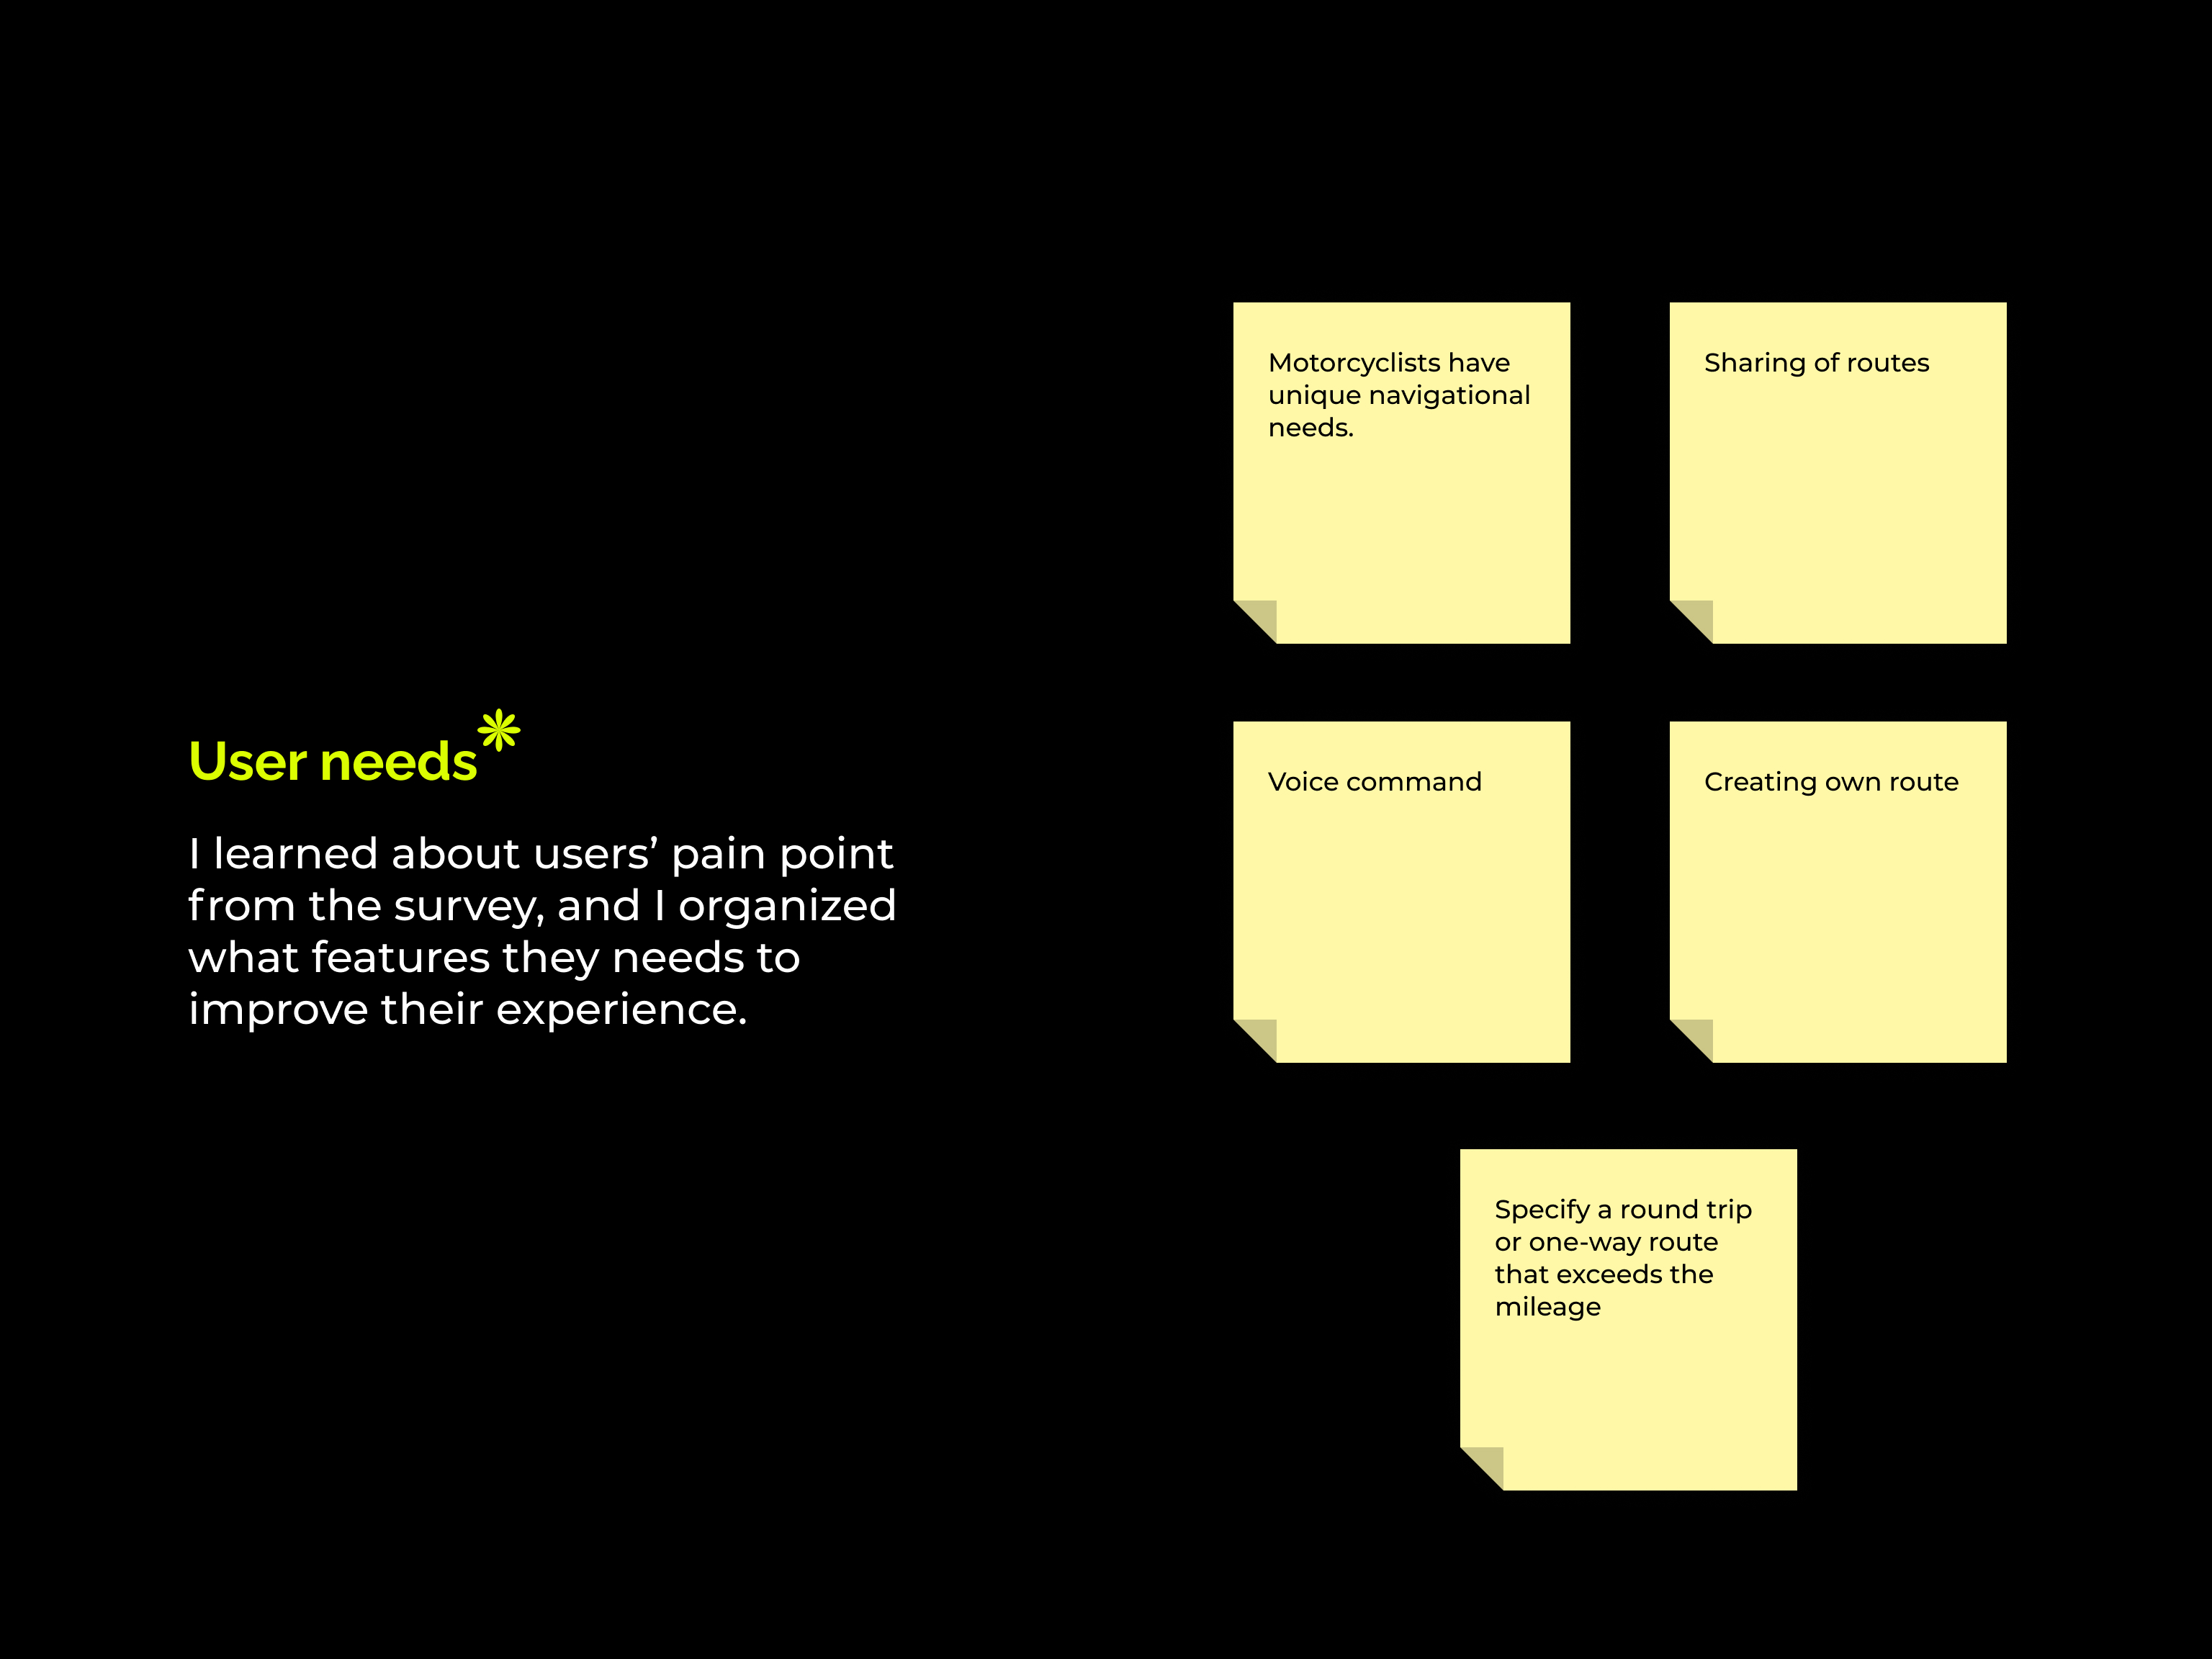 User needs
I learned about users’ pain point
from the survey, and I organized
what features they needs to
improve their experience.
Motorcyclists have
unique navigational
needs.
Sharing of routes
Voice command
Creating own route
Specify a round trip
or one-way route
that exceeds the
mileage